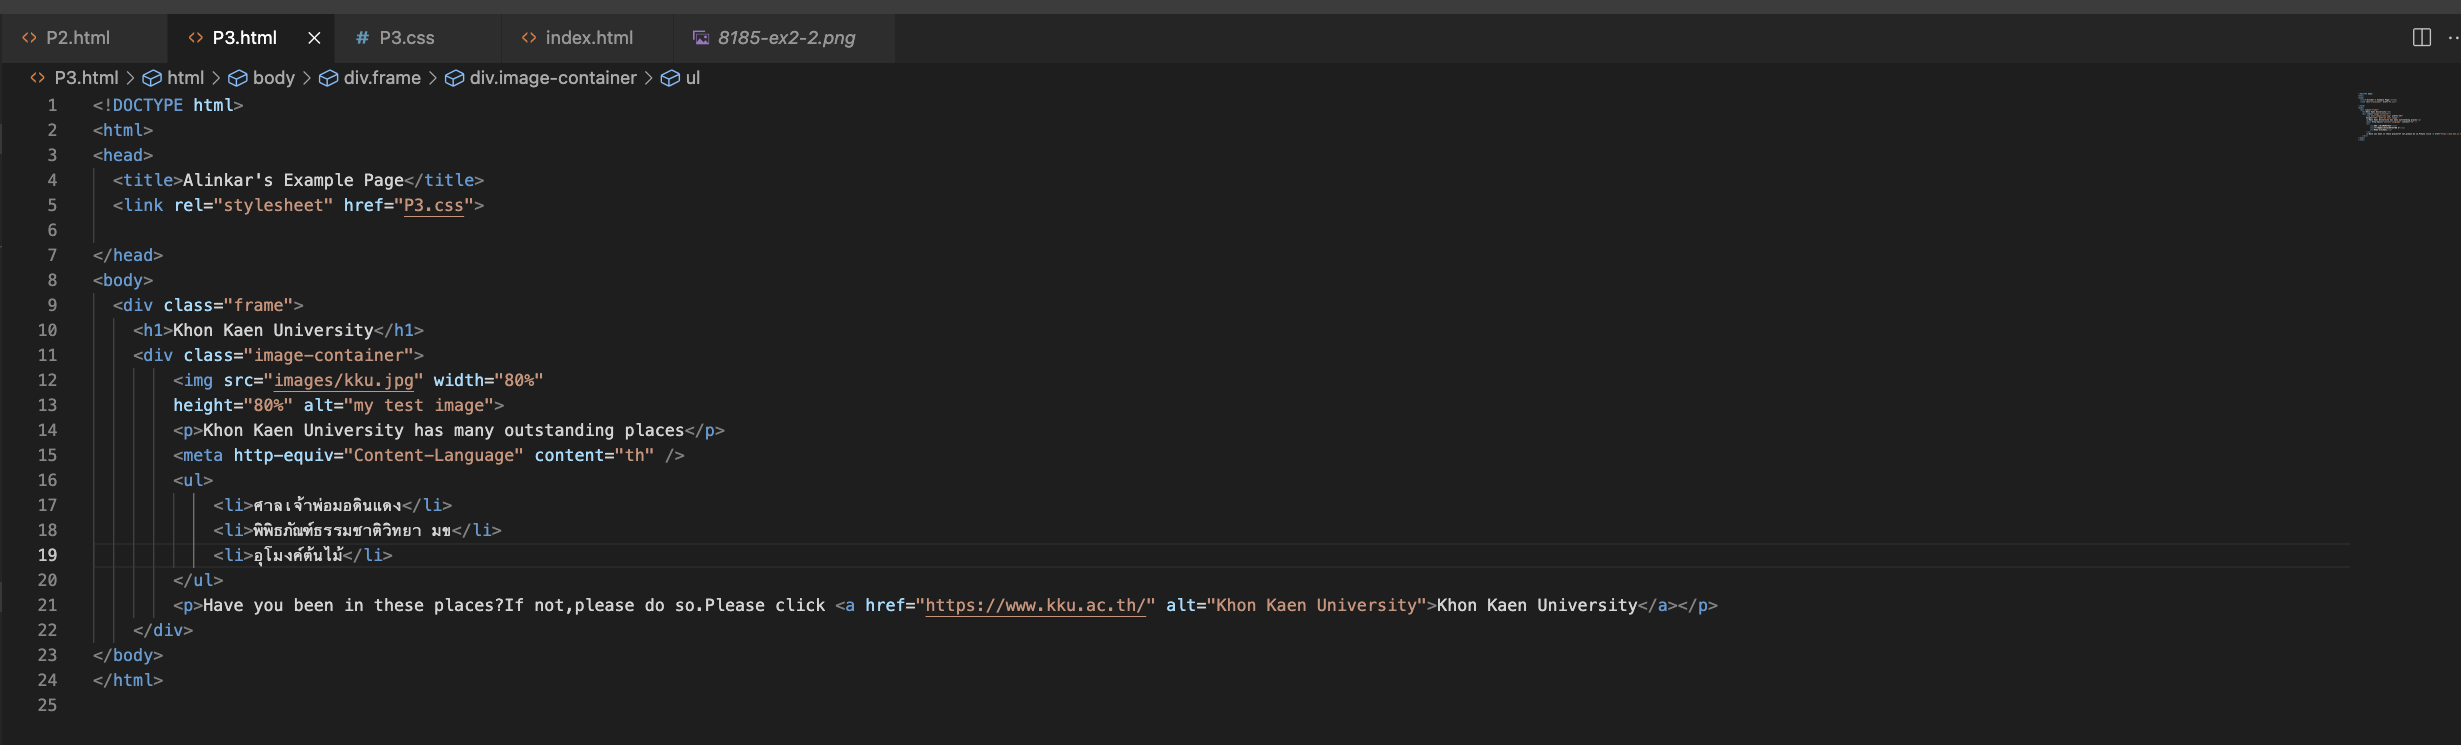 P2.html P3.html P3.css index.html 8185-ex2-2.png
P3.html > html > body > div.frame > div.image-container > ul
1 <!DOCTYPE html>
2 <html>
3 <head>
4 <title>Alinkar's Example Page</title>
5 <link rel="stylesheet" href="P3.css">
6
7 </head>
8 <body>
9 <div class="frame">
10 <h1>Khon Kaen University</h1>
11 <div class="image-container">
12 <img src="images/kku.jpg" width="80%"
13 height="80%" alt="my test image">
14 <p>Khon Kaen University has many outstanding places</p>
15 <meta http-equiv="Content-Language" content="th" />
16 <ul>
17 <li>ศาลเจ้าพ่อมอดินแดง</li>
18 <li>พิพิธภัณฑ์ธรรมชาติวิทยา มข</li>
19 <li>อุโมงค์ต้นไม้</li>
20 </ul>
21 <p>Have you been in these places?If not,please do so.Please click <a href="https://www.kku.ac.th/" alt="Khon Kaen University">Khon Kaen University</a></p>
22 </div>
23 </body>
24 </html>
25